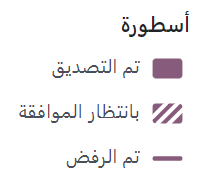 أسطورة
تم التصديق
بانتظار الموافقة
تم الرفض